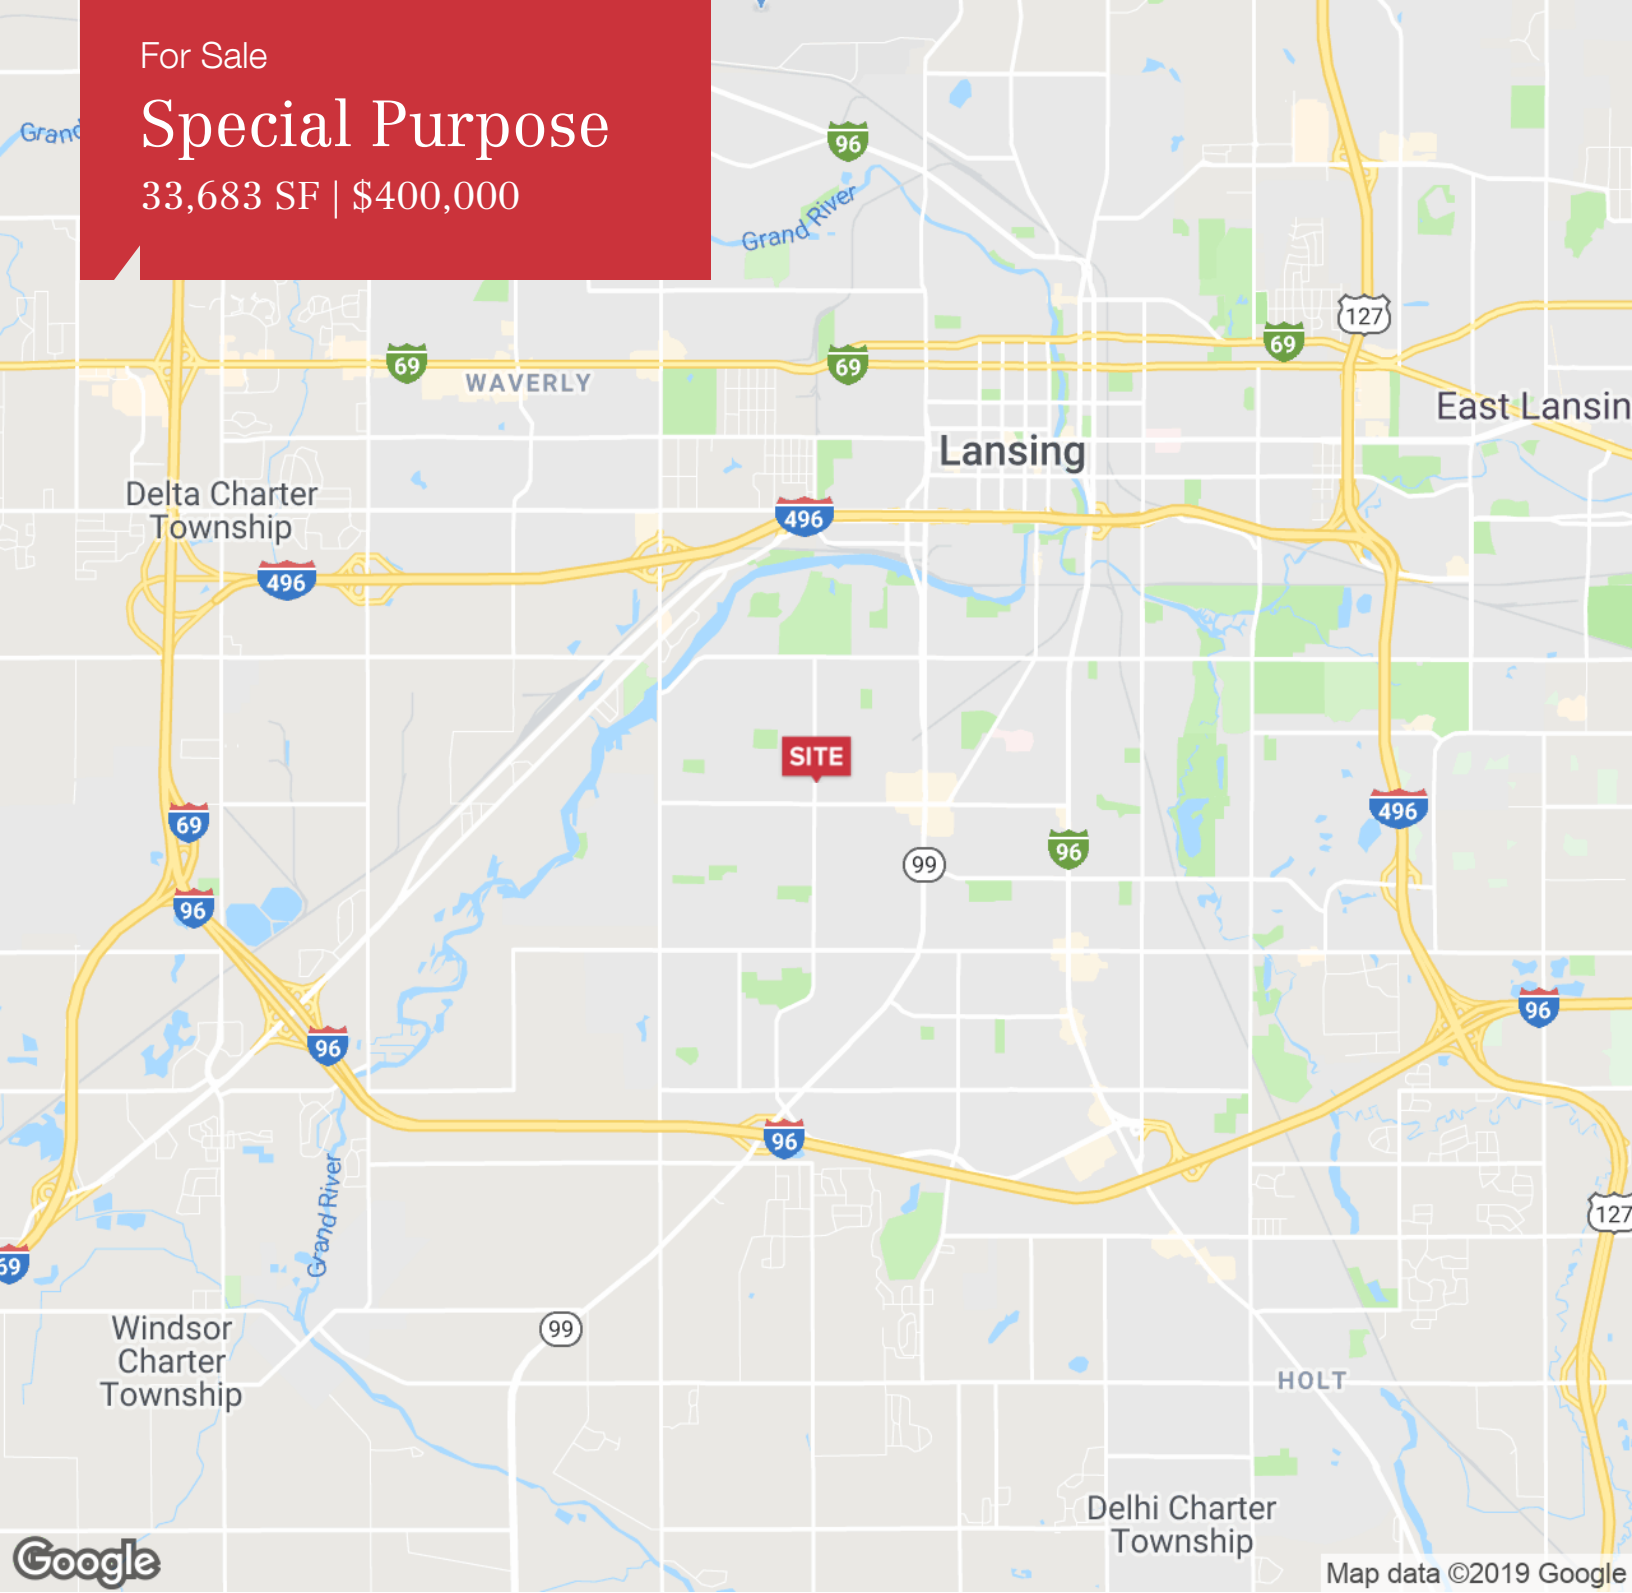 For Sale
Special Purpose
33,683 SF | $400,000
Grand
96
Grand River
127
69
69
69
WAVERLY
East Lansin
Lansing
Delta Charter
Township
496
496
SITE
69
496
96
99
96
96
96
96
Grand River
127
69
Windsor
Charter
Township
99
HOLT
Delhi Charter
Township
Google
Map data ©2019 Google